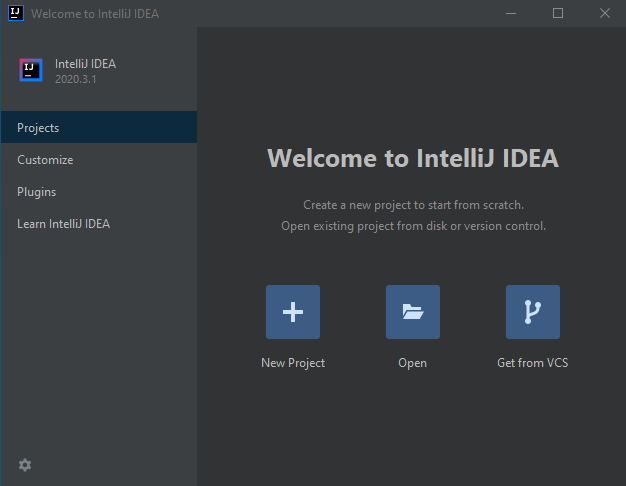 IJ
Welcome to IntelliJ IDEA
IJ
IntelliJ IDEA
2020.3.1
Projects
Customize
Plugins
Learn IntelliJ IDEA
Welcome to IntelliJ IDEA
Create a new project to start from scratch.
Open existing project from disk or version control.
New Project
Open
Get from VCS